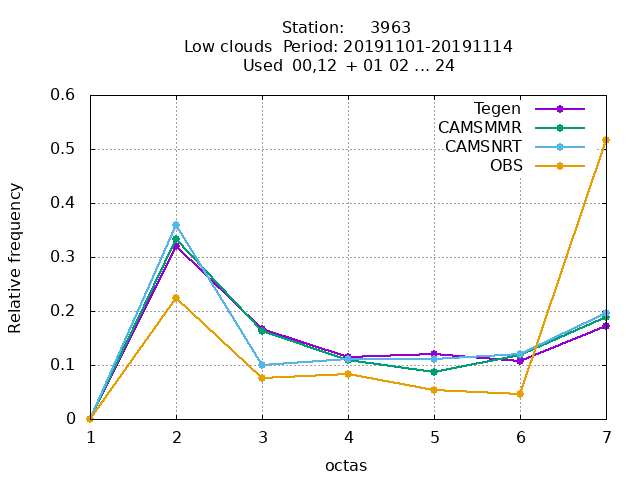 Station: 3963
Low clouds Period: 20191101-20191114
Used 00,12 + 01 02 ... 24
0.6
Tegen
CAMSMMR
CAMSNRT
OBS
0.5
0.4
0.3
0.2
0.1
0
Relative frequency
1 2 3 4 5 6 7
octas